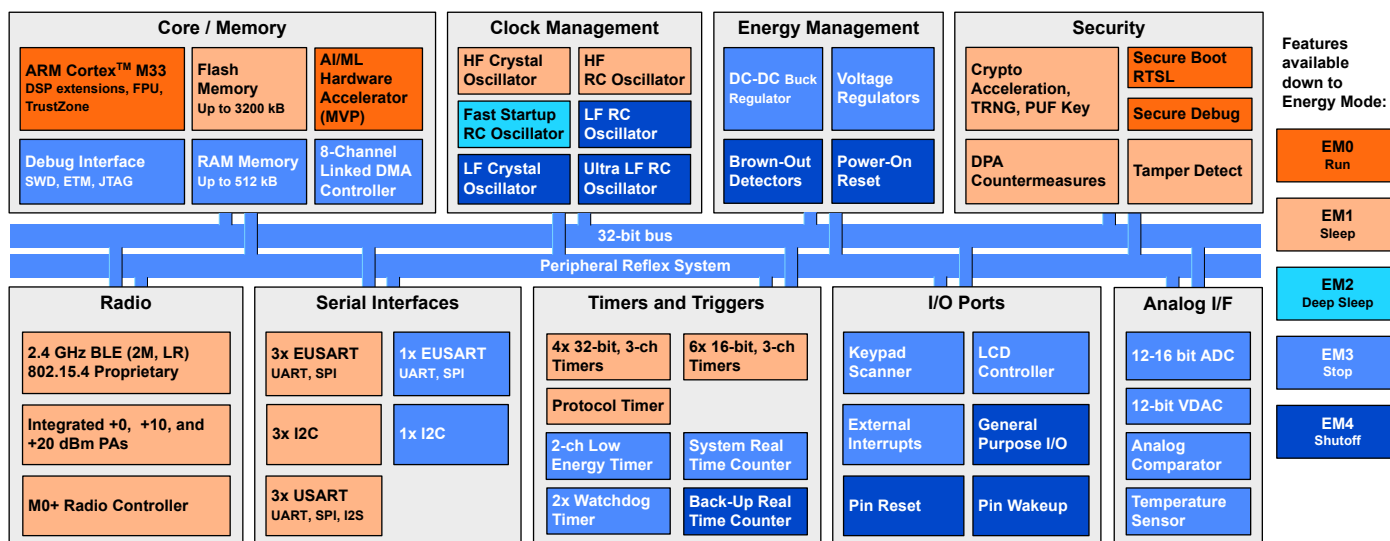 Core / Memory
ARM Cortex™ M33
DSP extensions, FPU,
TrustZone
Flash
Memory
Up to 3200 kB
AI/ML
Hardware
Accelerator
(MVP)
Debug Interface
SWD, ETM, JTAG
RAM Memory
Up to 512 kB
8-Channel
Linked DMA
Controller
Clock Management
HF Crystal
Oscillator
HF
RC Oscillator
Fast Startup
RC Oscillator
LF RC
Oscillator
LF Crystal
Oscillator
Ultra LF RC
Oscillator
Energy Management
DC-DC Buck
Regulator
Voltage
Regulators
Brown-Out
Detectors
Power-On
Reset
Security
Crypto
Acceleration,
TRNG, PUF Key
Secure Boot
RTSL
Secure Debug
DPA
Countermeasures
Tamper Detect
Features
available
down to
Energy Mode:
EM0
Run
EM1
Sleep
EM2
Deep Sleep
EM3
Stop
EM4
Shutoff
32-bit bus
Peripheral Reflex System
Radio
2.4 GHz BLE (2M, LR)
802.15.4 Proprietary
Integrated +0, +10, and
+20 dBm PAs
M0+ Radio Controller
Serial Interfaces
3x EUSART
UART, SPI
1x EUSART
UART, SPI
3x I2C
1x I2C
3x USART
UART, SPI, I2S
Timers and Triggers
4x 32-bit, 3-ch
Timers
6x 16-bit, 3-ch
Timers
Protocol Timer
2-ch Low
Energy Timer
System Real
Time Counter
2x Watchdog
Timer
Back-Up Real
Time Counter
I/O Ports
Keypad
Scanner
LCD
Controller
External
Interrupts
General
Purpose I/O
Pin Reset
Pin Wakeup
Analog I/F
12-16 bit ADC
12-bit VDAC
Analog
Comparator
Temperature
Sensor